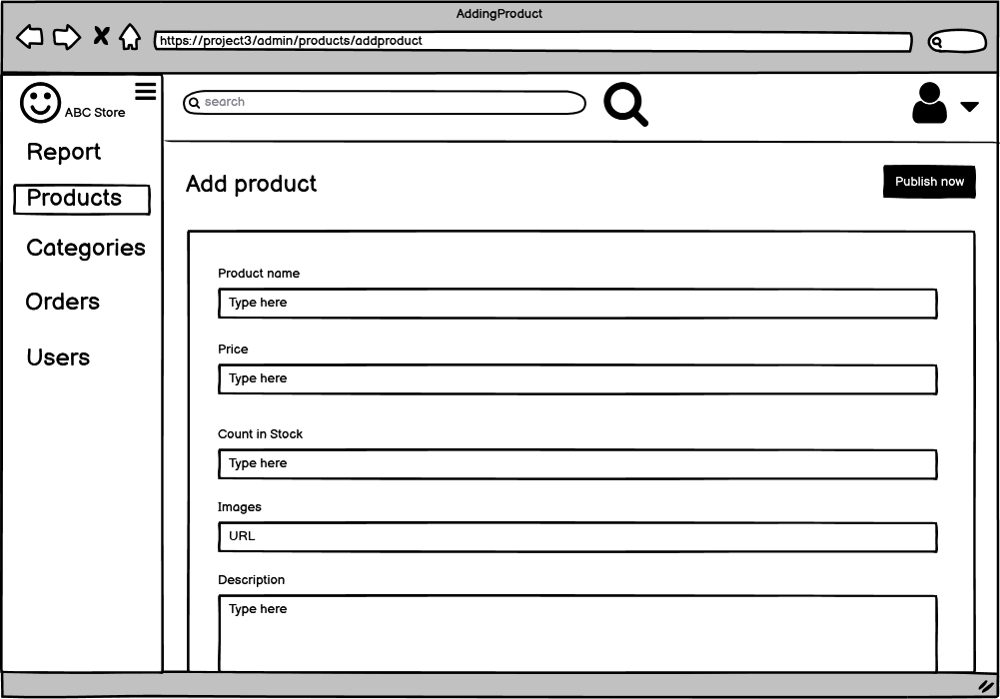 AddingProduct
https://project3/admin/products/addproduct
ABC Store
search
Report
Products
Categories
Orders
Users
Add product
Publish now
Product name
Type here
Price
Type here
Count in Stock
Type here
Images
URL
Description
Type here